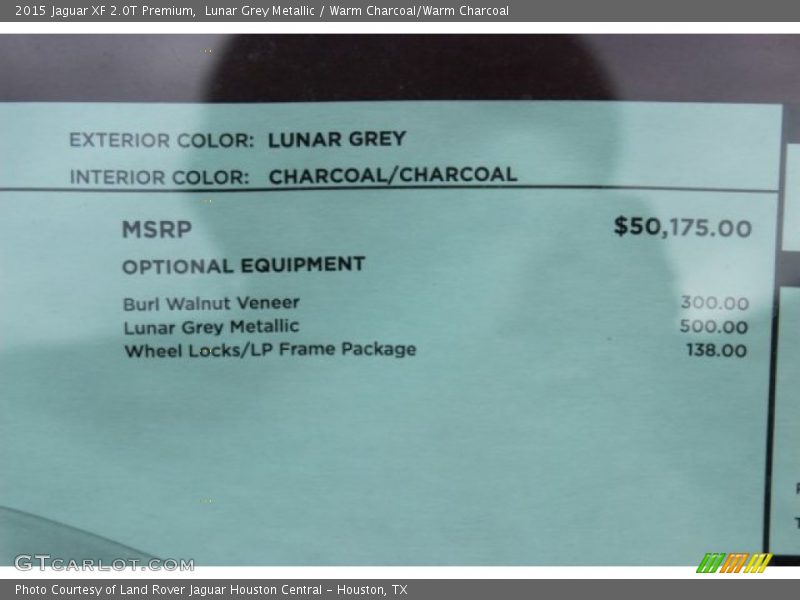 2015 Jaguar XF 2.0T Premium,  Lunar Grey Metallic / Warm Charcoal/Warm Charcoal
EXTERIOR COLOR: LUNAR GREY
INTERIOR COLOR: CHARCOAL/CHARCOAL
MSRP $50,175.00
OPTIONAL EQUIPMENT
Burl Walnut Veneer 300.00
Lunar Grey Metallic 500.00
Wheel Locks/LP Frame Package 138.00
GTCARLOT.COM
Photo Courtesy of Land Rover Jaguar Houston Central - Houston, TX